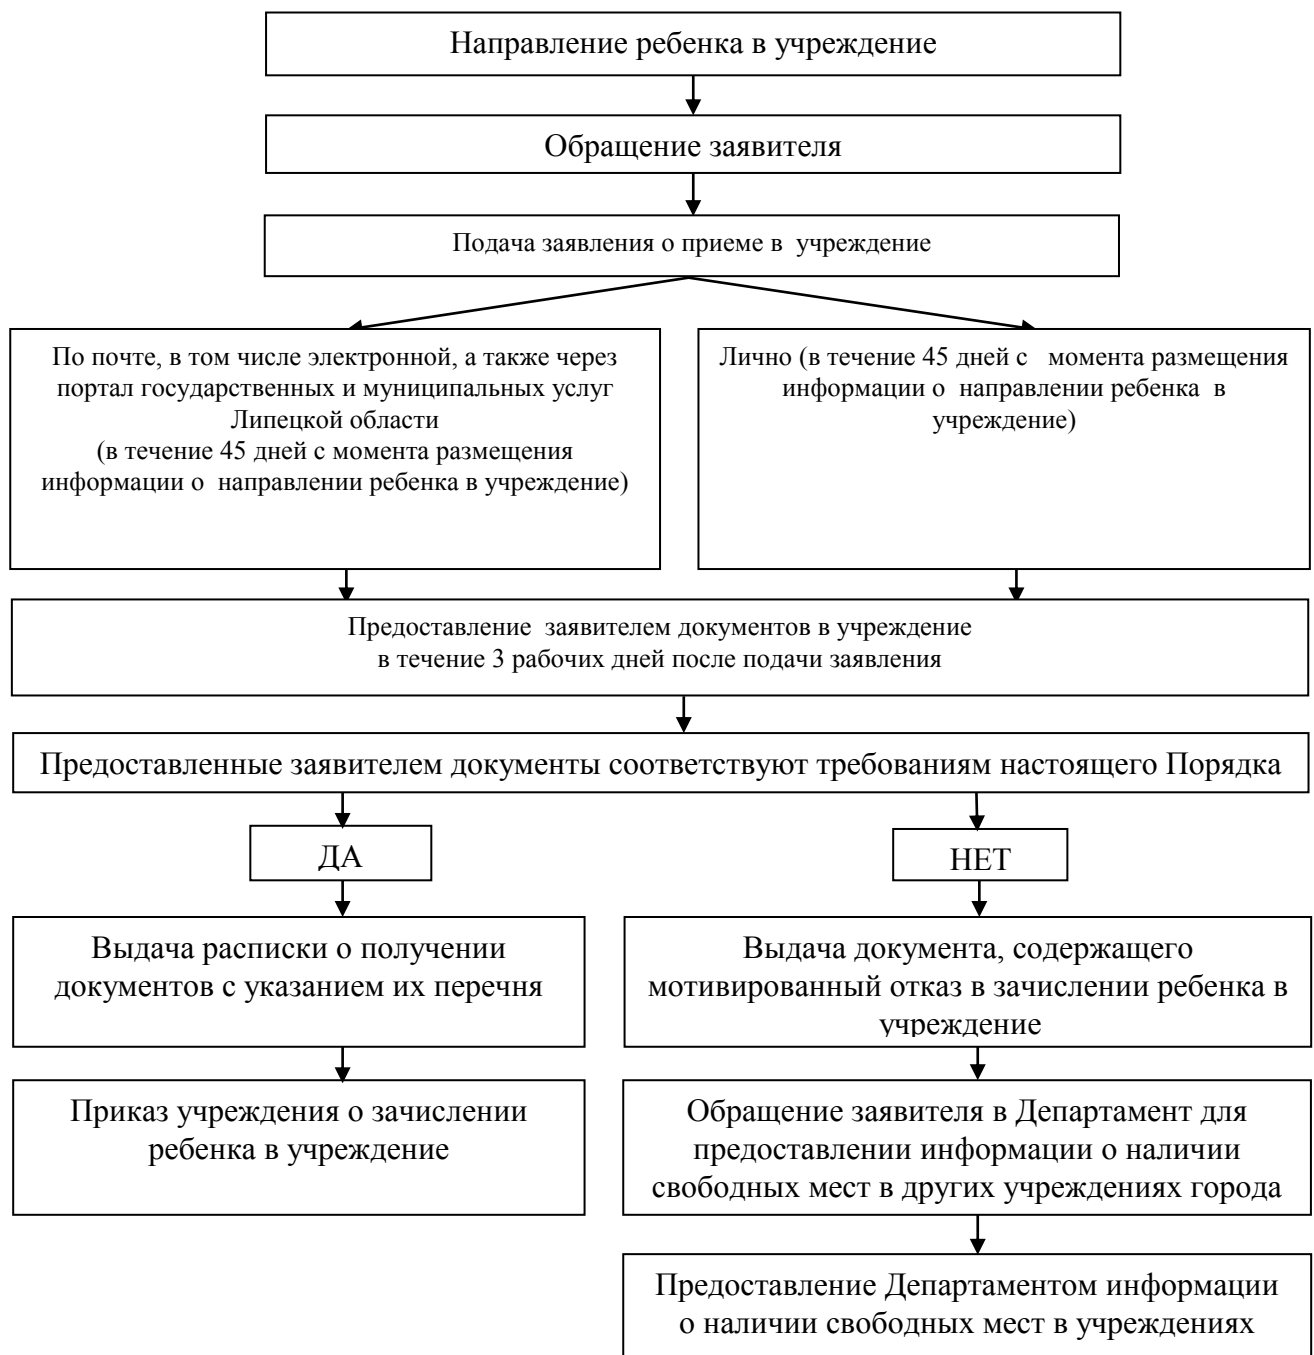 Направление ребенка в учреждение
Обращение заявителя
Подача заявления о приеме в учреждение
По почте, в том числе электронной, а также через
портал государственных и муниципальных услуг
Липецкой области
(в течение 45 дней с момента размещения
информации о направлении ребенка в учреждение)
Лично (в течение 45 дней с момента размещения
информации о направлении ребенка в
учреждение)
Предоставление заявителем документов в учреждение
в течение 3 рабочих дней после подачи заявления
Предоставленные заявителем документы соответствуют требованиям настоящего Порядка
ДА
НЕТ
Выдача расписки о получении
документов с указанием их перечня
Выдача документа, содержащего
мотивированный отказ в зачислении ребенка в
учреждение
Приказ учреждения о зачислении
ребенка в учреждение
Обращение заявителя в Департамент для
предоставлении информации о наличии
свободных мест в других учреждениях города
Предоставление Департаментом информации
о наличии свободных мест в учреждениях